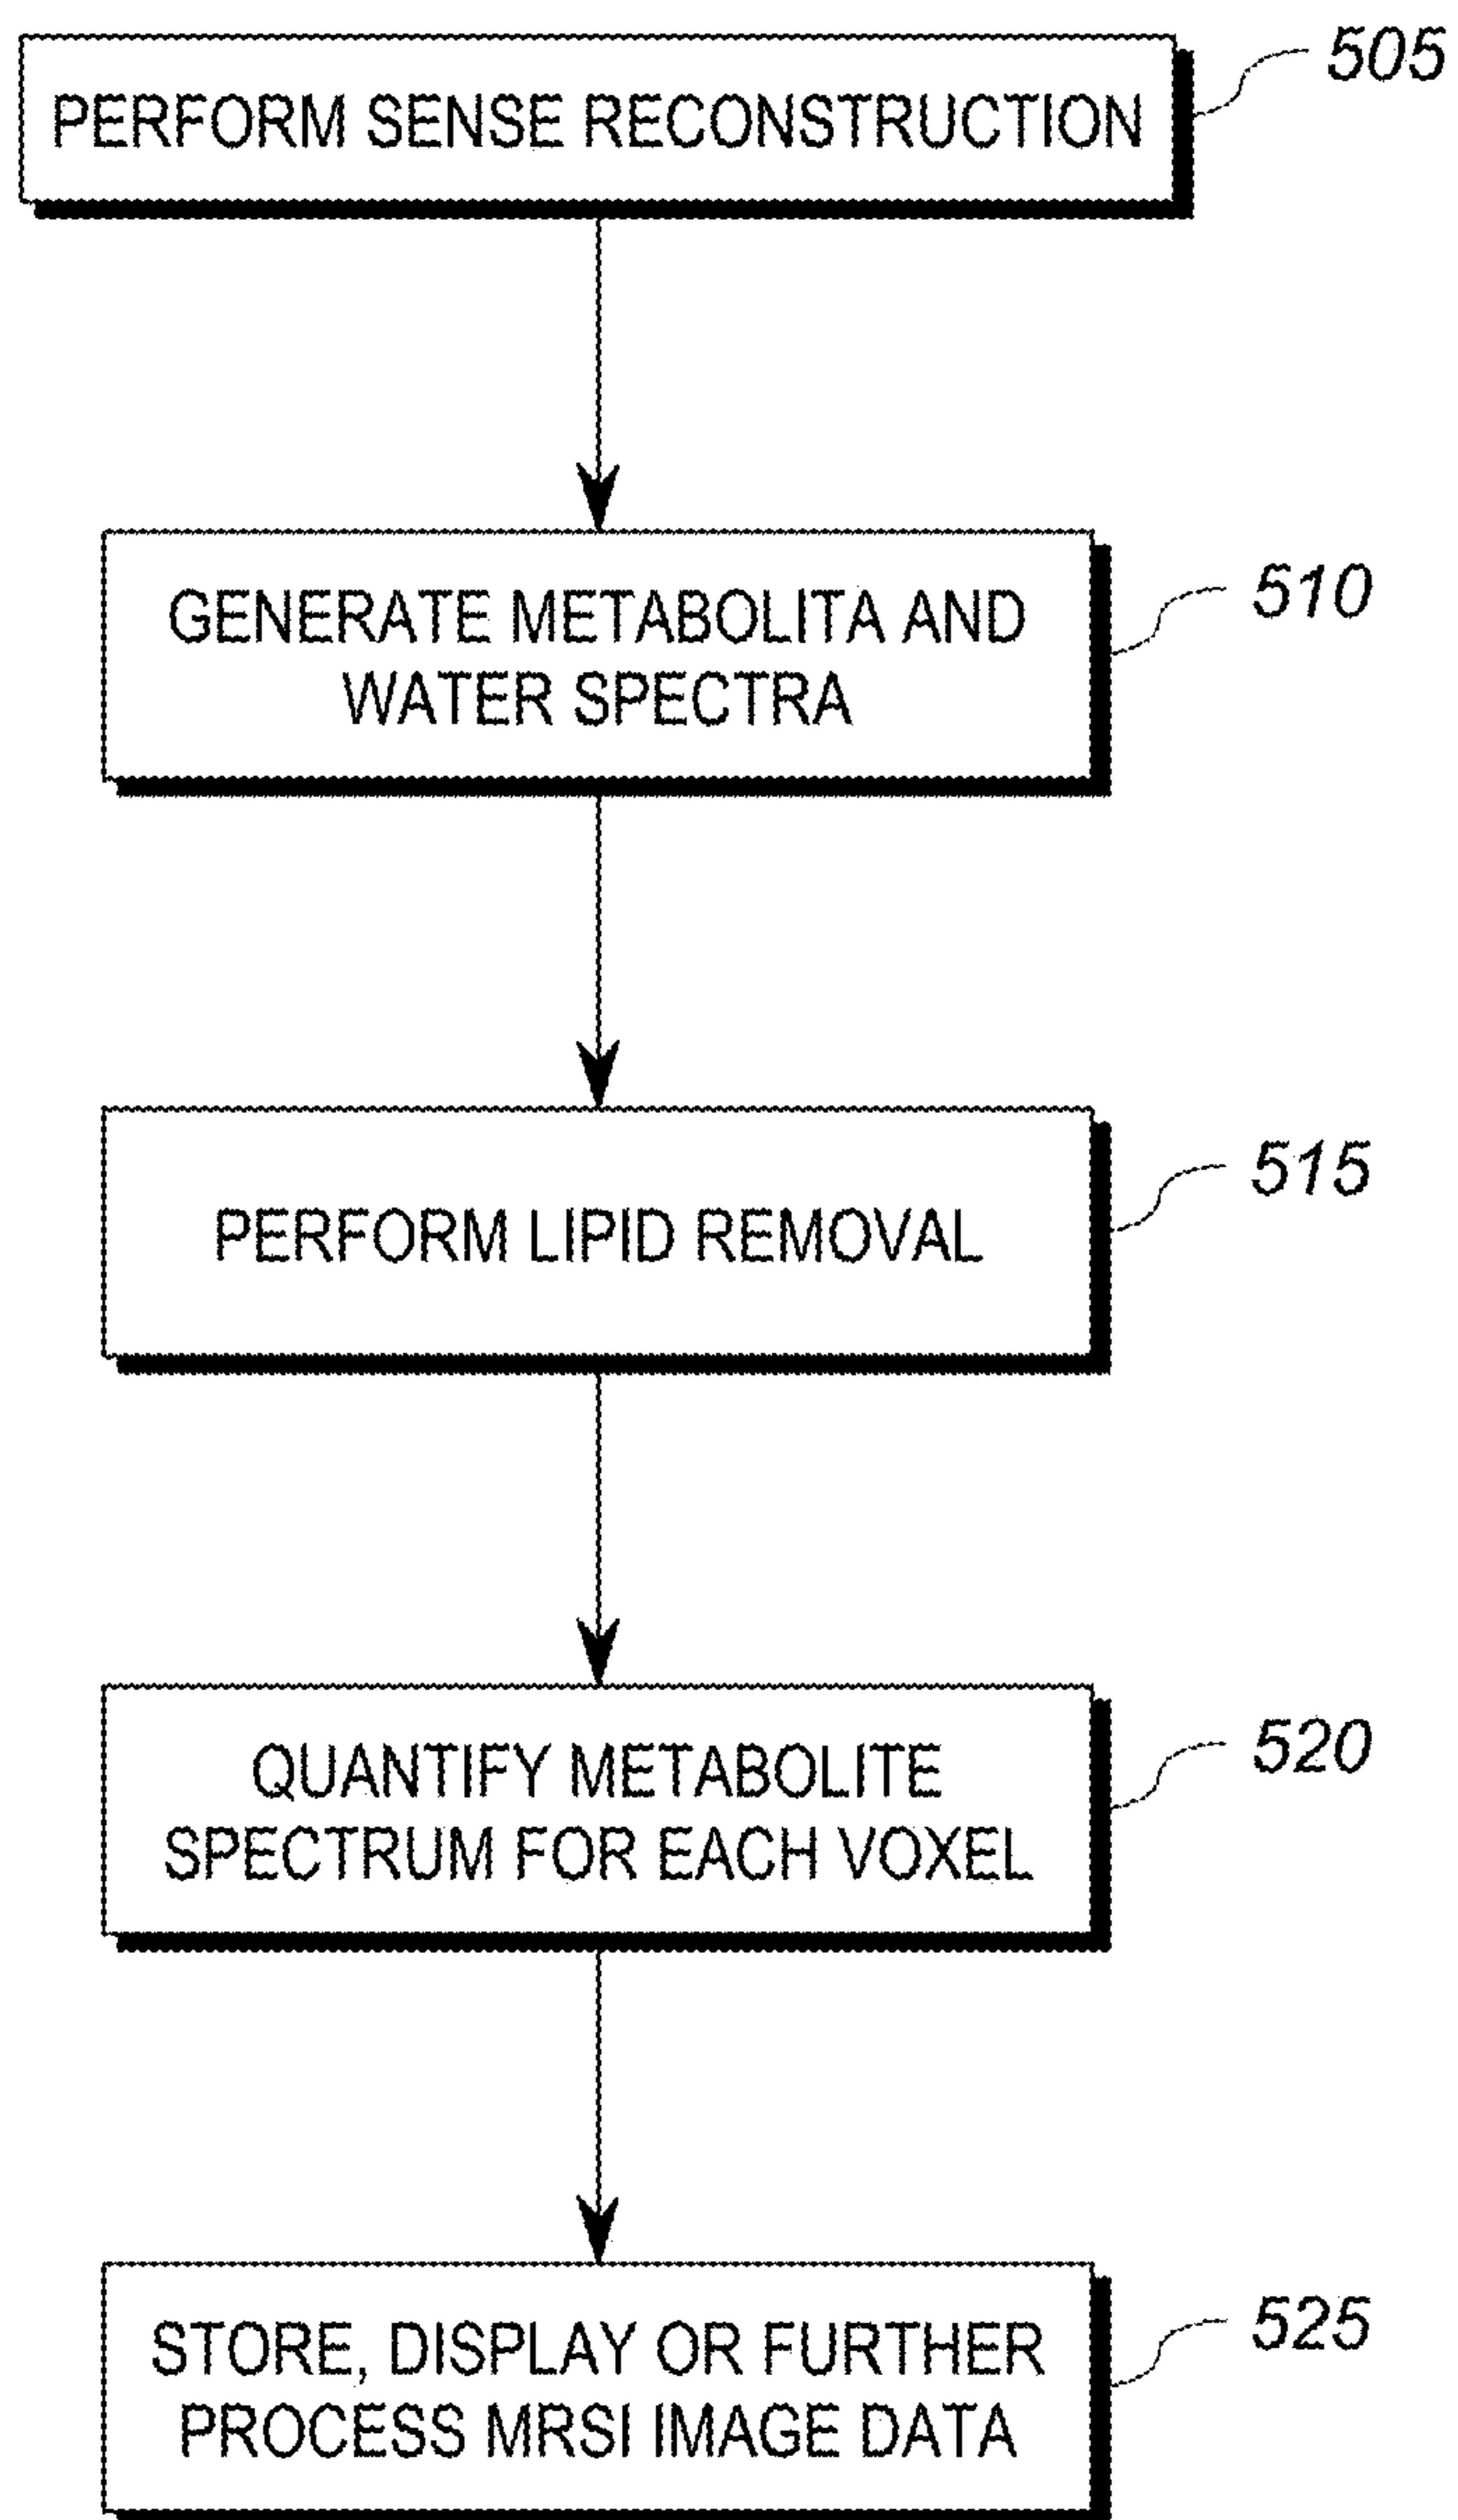 PERFORM SENSE RECONSTRUCTION
505
GENERATE METABOLITA AND
WATER SPECTRA
510
PERFORM LIPID REMOVAL
515
QUANTIFY METABOLITE
SPECTRUM FOR EACH VOXEL
520
STORE, DISPLAY OR FURTHER
PROCESS MRSI IMAGE DATA
525